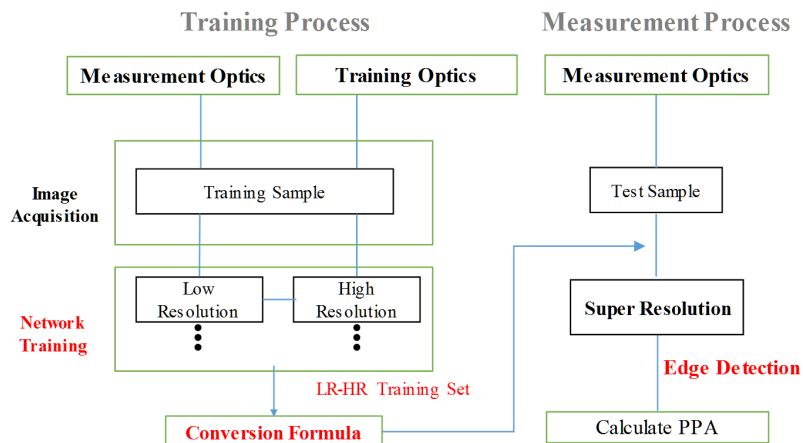 Training Process
Measurement Process
Measurement Optics
Training Optics
Measurement Optics
Image
Acquisition
Training Sample
Test Sample
Network
Training
Low
Resolution
High
Resolution
Super Resolution
LR-HR Training Set
Edge Detection
Conversion Formula
Calculate PPA